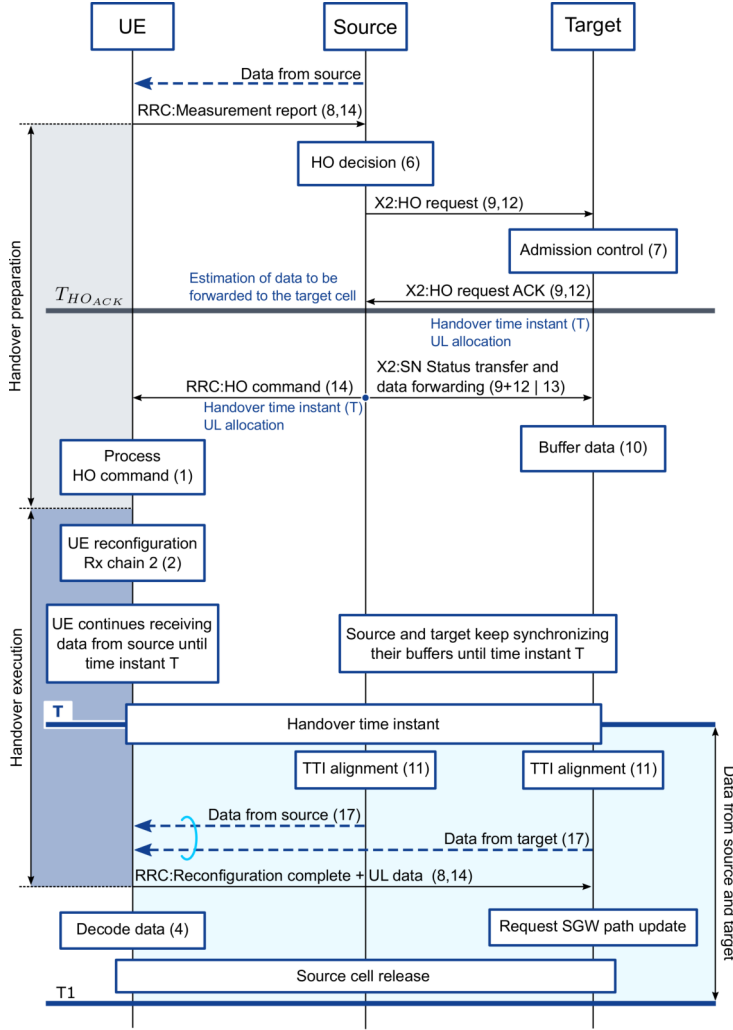 UE
Source
Target
Data from source
RRC:Measurement report (8,14)
HO decision (6)
X2:HO request (9,12)
Admission control (7)
Handover preparation
T_{HO_{ACK}}
Estimation of data to be
forwarded to the target cell
X2:HO request ACK (9,12)
Handover time instant (T)
UL allocation
X2:SN Status transfer and
data forwarding (9+12 | 13)
RRC:HO command (14)
Handover time instant (T)
UL allocation
Buffer data (10)
Process
HO command (1)
Handover execution
UE reconfiguration
Rx chain 2 (2)
UE continues receiving
data from source until
time instant T
Source and target keep synchronizing
their buffers until time instant T
T
Handover time instant
TTI alignment (11)
TTI alignment (11)
Data from source (17)
Data from target (17)
Data from source and target
RRC:Reconfiguration complete + UL data (8,14)
Decode data (4)
Request SGW path update
Source cell release
T1